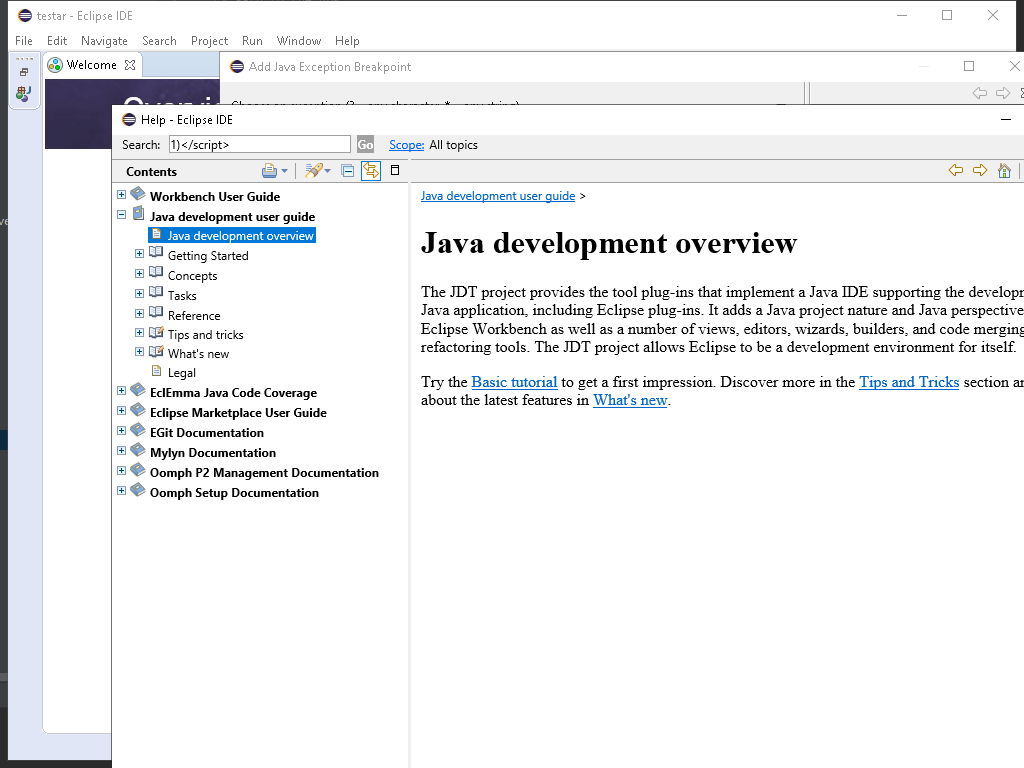 testar - Eclipse IDE
File Edit Navigate Search Project Run Window Help
Welcome
Add Java Exception Breakpoint
Help - Eclipse IDE
Search: 1)</script> Go Scope: All topics
Contents
Workbench User Guide
Java development user guide
Java development overview
Getting Started
Concepts
Tasks
Reference
Tips and tricks
What's new
Legal
EclEmma Java Code Coverage
Eclipse Marketplace User Guide
EGit Documentation
Mylyn Documentation
Oomph P2 Management Documentation
Oomph Setup Documentation
Java development user guide >
Java development overview
The JDT project provides the tool plug-ins that implement a Java IDE supporting the developm
Java application, including Eclipse plug-ins. It adds a Java project nature and Java perspective
Eclipse Workbench as well as a number of views, editors, wizards, builders, and code merging
refactoring tools. The JDT project allows Eclipse to be a development environment for itself.
Try the Basic tutorial to get a first impression. Discover more in the Tips and Tricks section an
about the latest features in What's new.